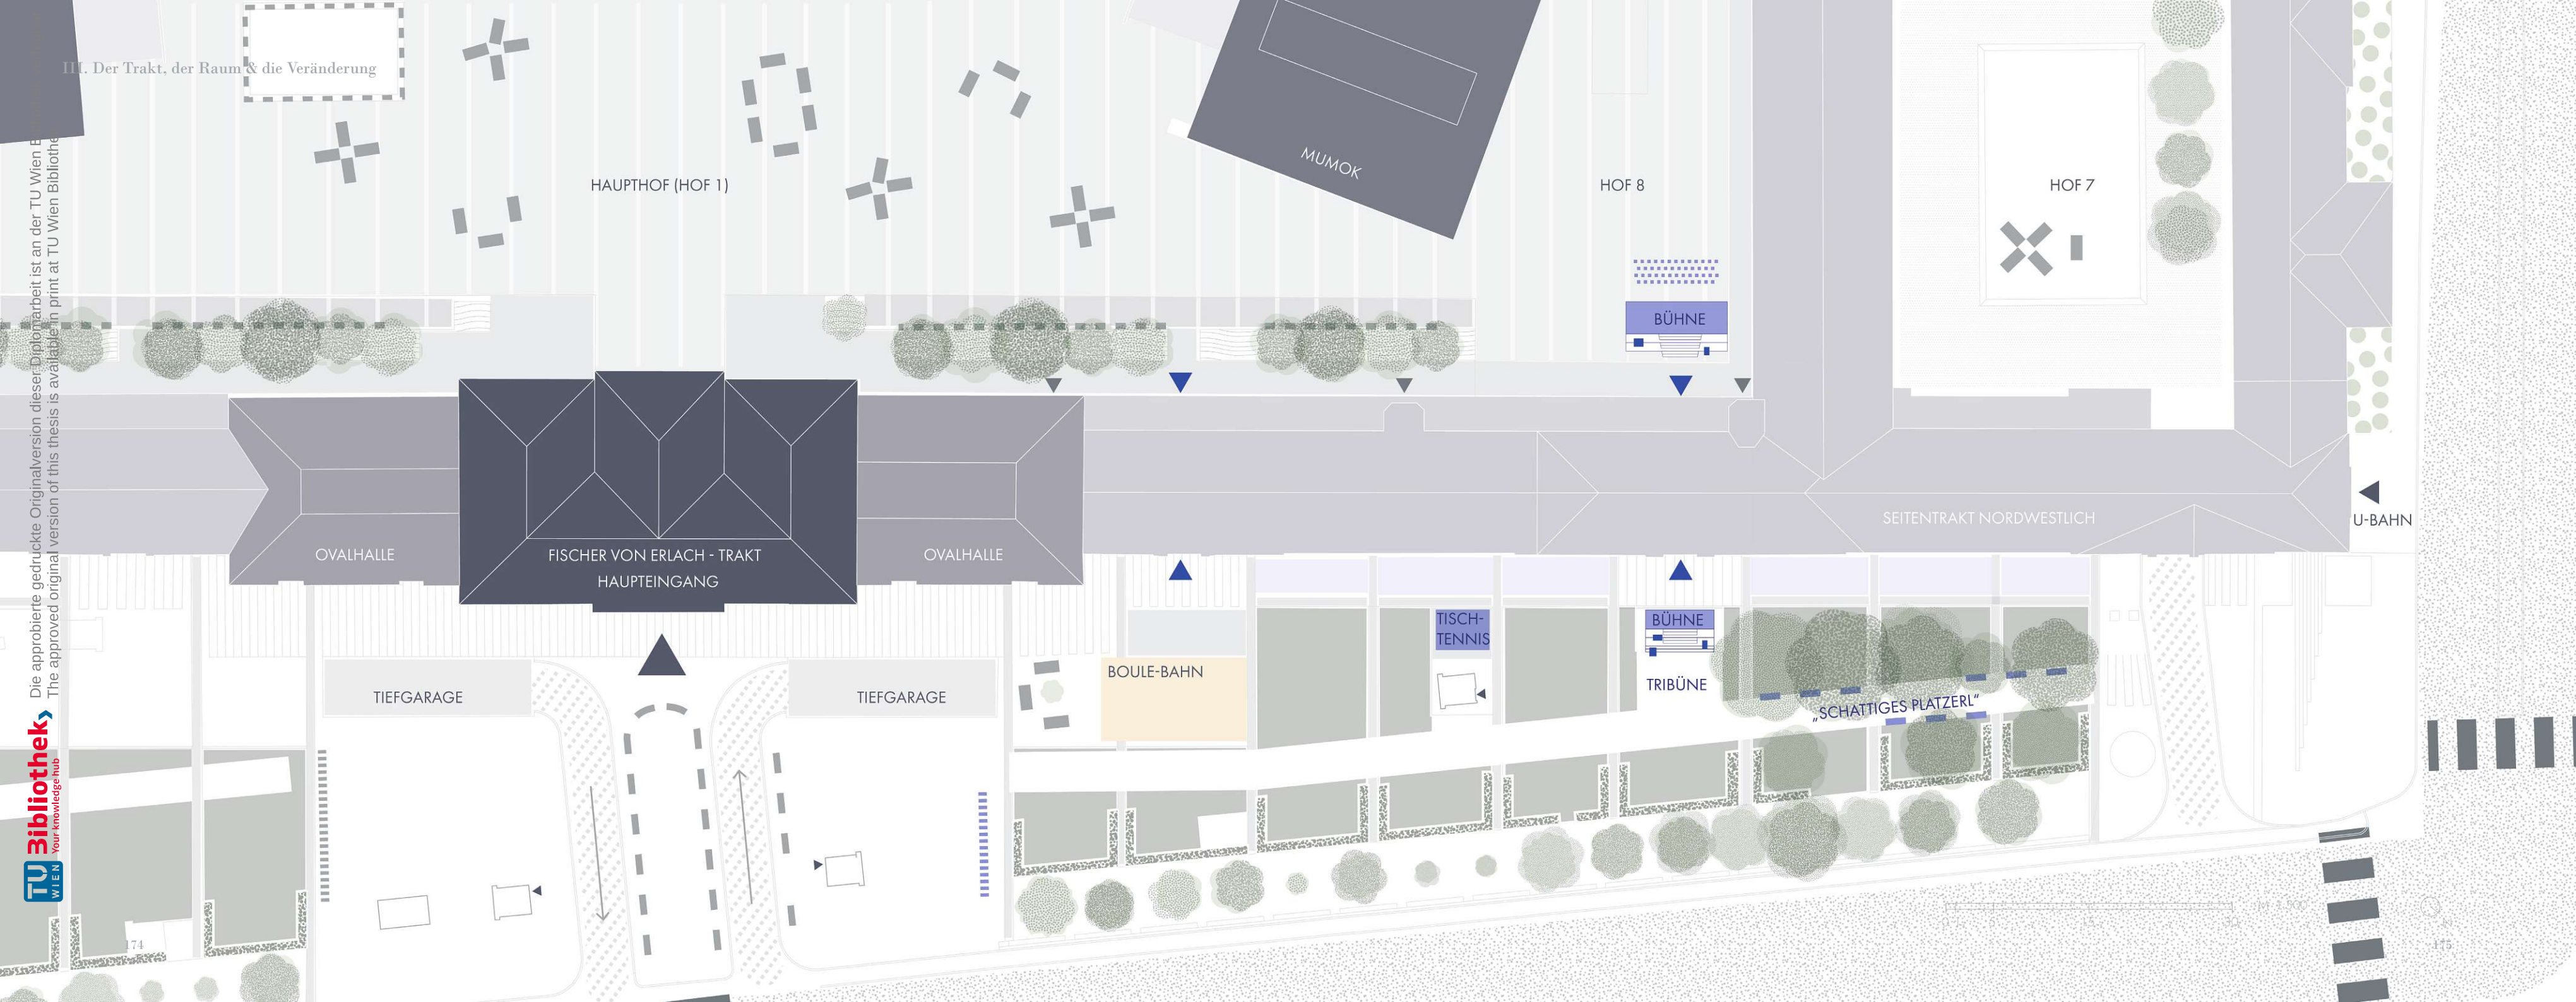 III. Der Trakt, der Raum & die Veränderung
HAUPTHOF (HOF 1)
MUMOK
HOF 8
HOF 7
BÜHNE
OVALHALLE
FISCHER VON ERLACH - TRAKT
HAUPTEINGANG
OVALHALLE
SEITENTRAKT NORDWESTLICH
U-BAHN
TIEFGARAGE
TIEFGARAGE
BOULE-BAHN
TISCH-
TENNIS
BÜHNE
TRIBÜNE
„SCHATTIGES PLATZERL“
174
175
Die approbierte gedruckte Originalversion dieser Diplomarbeit ist an der TU Wien
The approved original version of this thesis is available in print at TU Wien
TU
WIEN
Bibliothek
Your knowledge hub